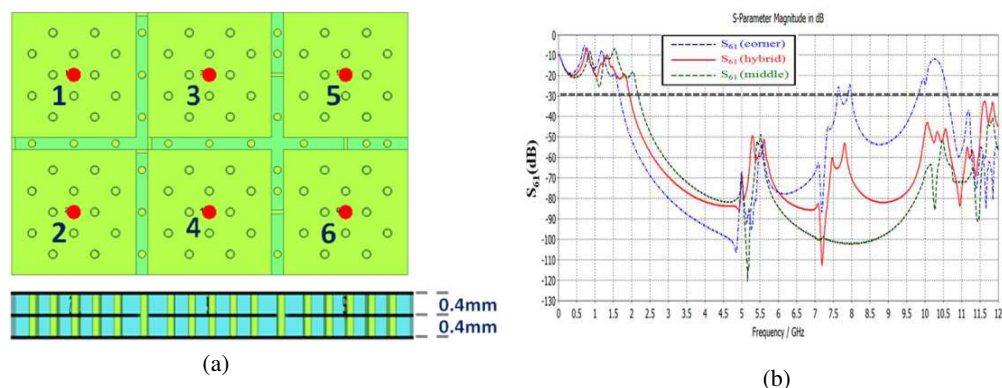 1
3
5
2
4
6
0.4mm
0.4mm
(a)
S-Parameter Magnitude in dB
S61(corner)
S61(hybrid)
S61(middle)
0
-10
-20
-30
-40
-50
-60
-70
-80
-90
-100
-110
-120
-130
S61(dB)
0 0.5 1 1.5 2 2.5 3 3.5 4 4.5 5 5.5 6 6.5 7 7.5 8 8.5 9 9.5 10 10.5 11 11.5 12
Frequency / GHz
(b)